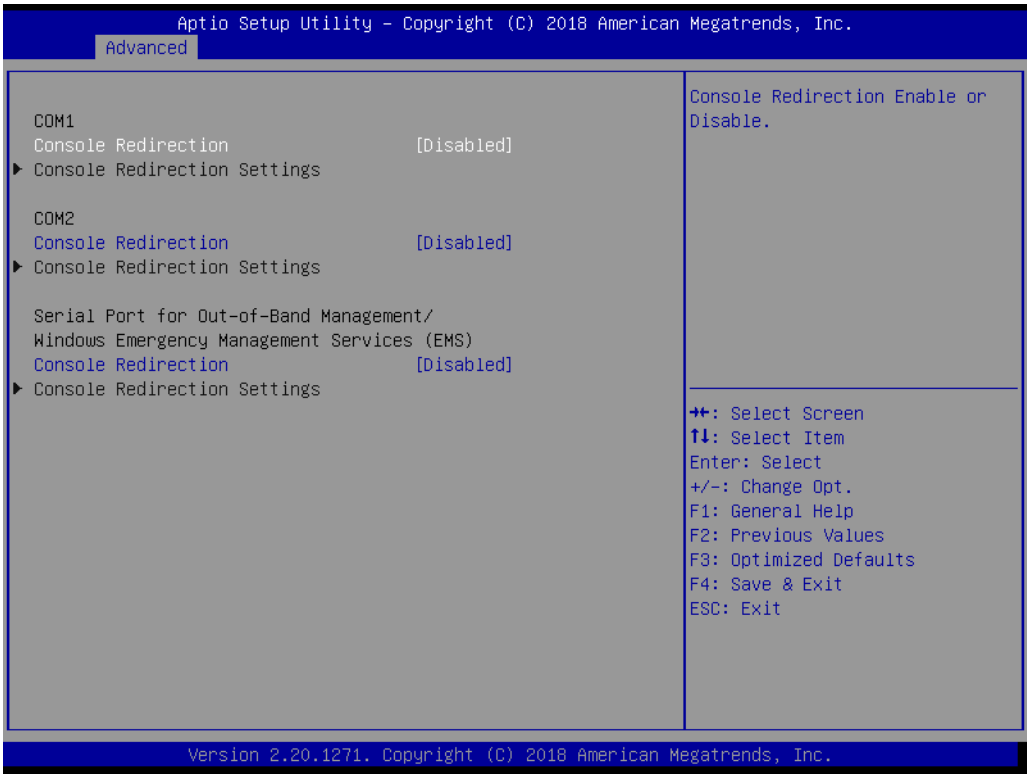 Aptio Setup Utility – Copyright (C) 2018 American Megatrends, Inc.
Advanced
COM1
Console Redirection [Disabled]
▶ Console Redirection Settings
COM2
Console Redirection [Disabled]
▶ Console Redirection Settings
Serial Port for Out-of-Band Management/
Windows Emergency Management Services (EMS)
Console Redirection [Disabled]
▶ Console Redirection Settings
Console Redirection Enable or
Disable.
→←: Select Screen
↑↓: Select Item
Enter: Select
+/-: Change Opt.
F1: General Help
F2: Previous Values
F3: Optimized Defaults
F4: Save & Exit
ESC: Exit
Version 2.20.1271. Copyright (C) 2018 American Megatrends, Inc.